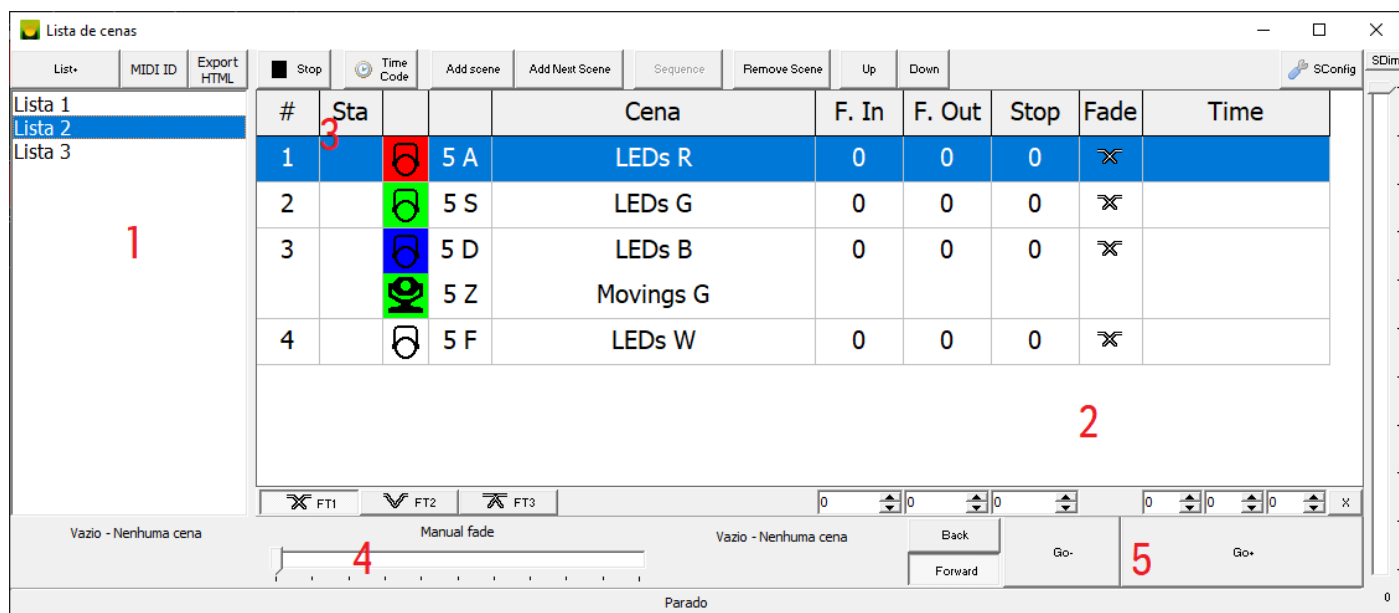 Lista de cenas
List+ MIDI ID Export HTML Stop Time Code Add scene Add Next Scene Sequence Remove Scene Up Down SConfig SDim
Lista 1
Lista 2
Lista 3
1
# Sta Cena F. In F. Out Stop Fade Time
3
1 5 A LEDs R 0 0 0
2 5 S LEDs G 0 0 0
3 5 D LEDs B 0 0 0
5 Z Movings G
4 5 F LEDs W 0 0 0
2
FT1 FT2 FT3 0 0 0 0 0 0 X
Vazio - Nenhuma cena Manual fade Vazio - Nenhuma cena Back Go- Go+
4 5
Forward
Parado 0